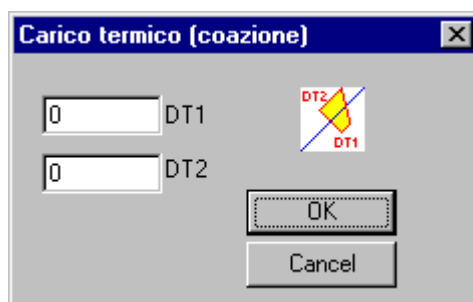 Carico termico (coazione)
0 DT1
DT2
DT1
0 DT2
OK
Cancel